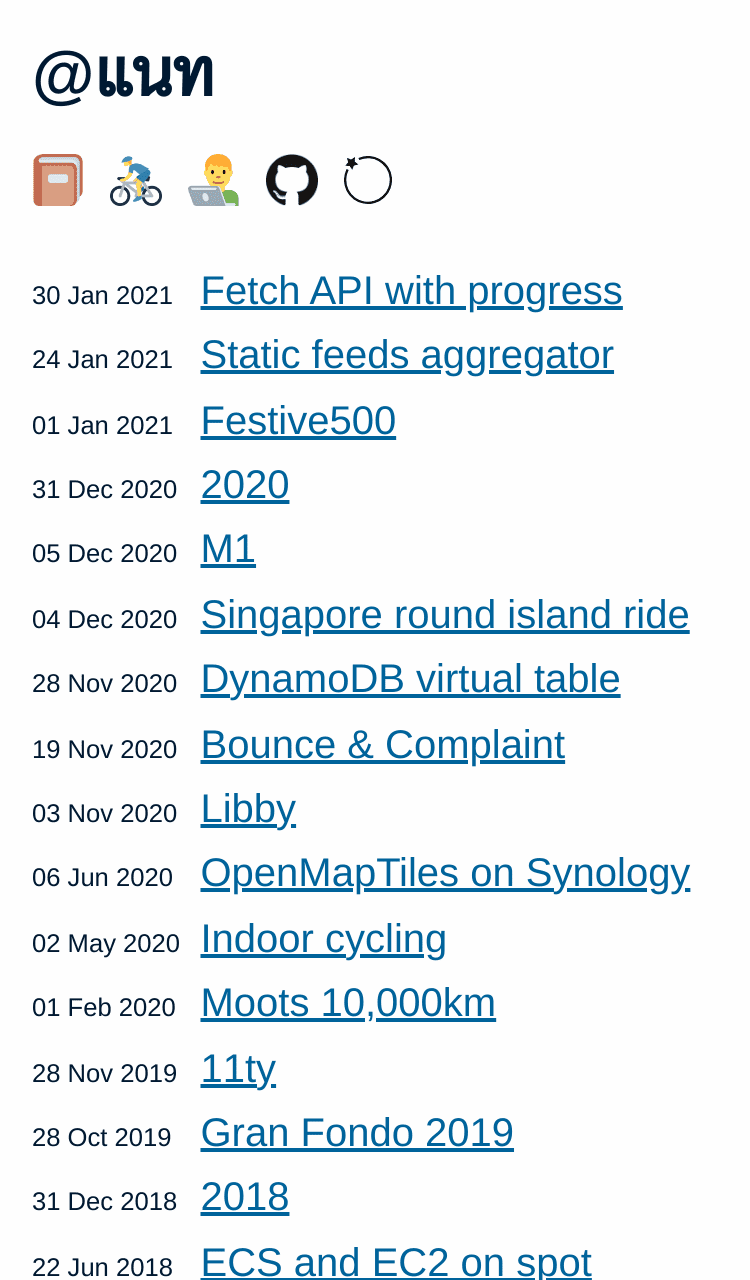 @แนท
30 Jan 2021 Fetch API with progress
24 Jan 2021 Static feeds aggregator
01 Jan 2021 Festive500
31 Dec 2020 2020
05 Dec 2020 M1
04 Dec 2020 Singapore round island ride
28 Nov 2020 DynamoDB virtual table
19 Nov 2020 Bounce & Complaint
03 Nov 2020 Libby
06 Jun 2020 OpenMapTiles on Synology
02 May 2020 Indoor cycling
01 Feb 2020 Moots 10,000km
28 Nov 2019 11ty
28 Oct 2019 Gran Fondo 2019
31 Dec 2018 2018
22 Jun 2018 ECS and EC2 on spot